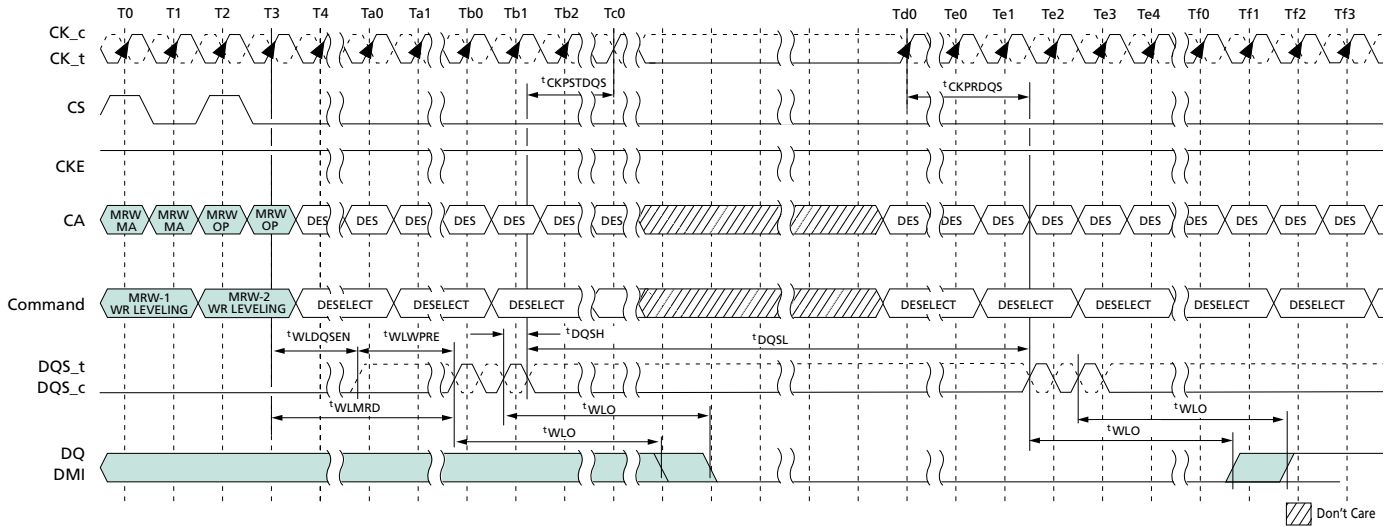 T0 T1 T2 T3 T4 Ta0 Ta1 Tb0 Tb1 Tb2 Tc0 Td0 Te0 Te1 Te2 Te3 Te4 Tf0 Tf1 Tf2 Tf3
CK_c
CK_t
tCKPSTDQS
tCKPRDQS
CS
CKE
CA
MRW MA
MRW MA
MRW OP
MRW OP
DES DES DES DES DES DES DES DES DES DES DES DES DES DES DES DES DES
Command
MRW-1 WR LEVELING
MRW-2 WR LEVELING
DESELECT DESELECT DESELECT DESELECT DESELECT DESELECT DESELECT DESELECT
tWLDQSEN
tWLWPRE
tDQSH
tDQSL
DQS_t
DQS_c
tWLMRD
tWLO
tWLO
tWLO
tWLO
DQ
DMI
Don't Care